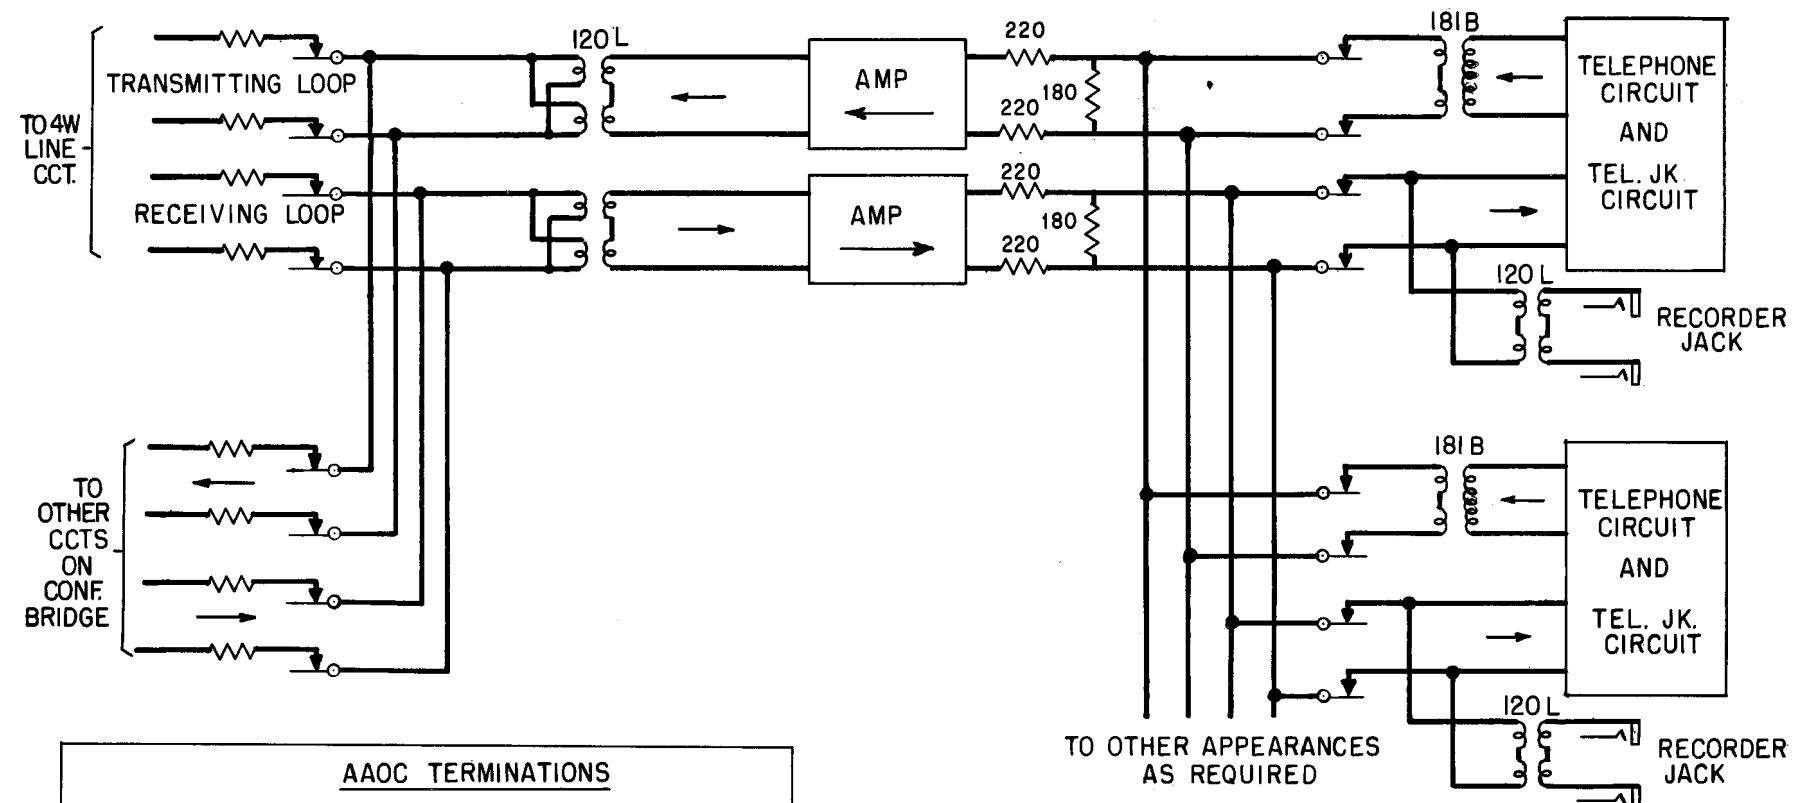 120 L
220
181 B
TRANSMITTING LOOP
AMP
180
220
TELEPHONE
CIRCUIT
AND
TEL. JK.
CIRCUIT
TO 4W
LINE
CCT.
RECEIVING LOOP
AMP
220
180
220
120 L
RECORDER
JACK
TO
OTHER
CCTS
ON
CONF.
BRIDGE
181 B
TELEPHONE
CIRCUIT
AND
TEL. JK.
CIRCUIT
120 L
RECORDER
JACK
TO OTHER APPEARANCES
AS REQUIRED
AAOC TERMINATIONS